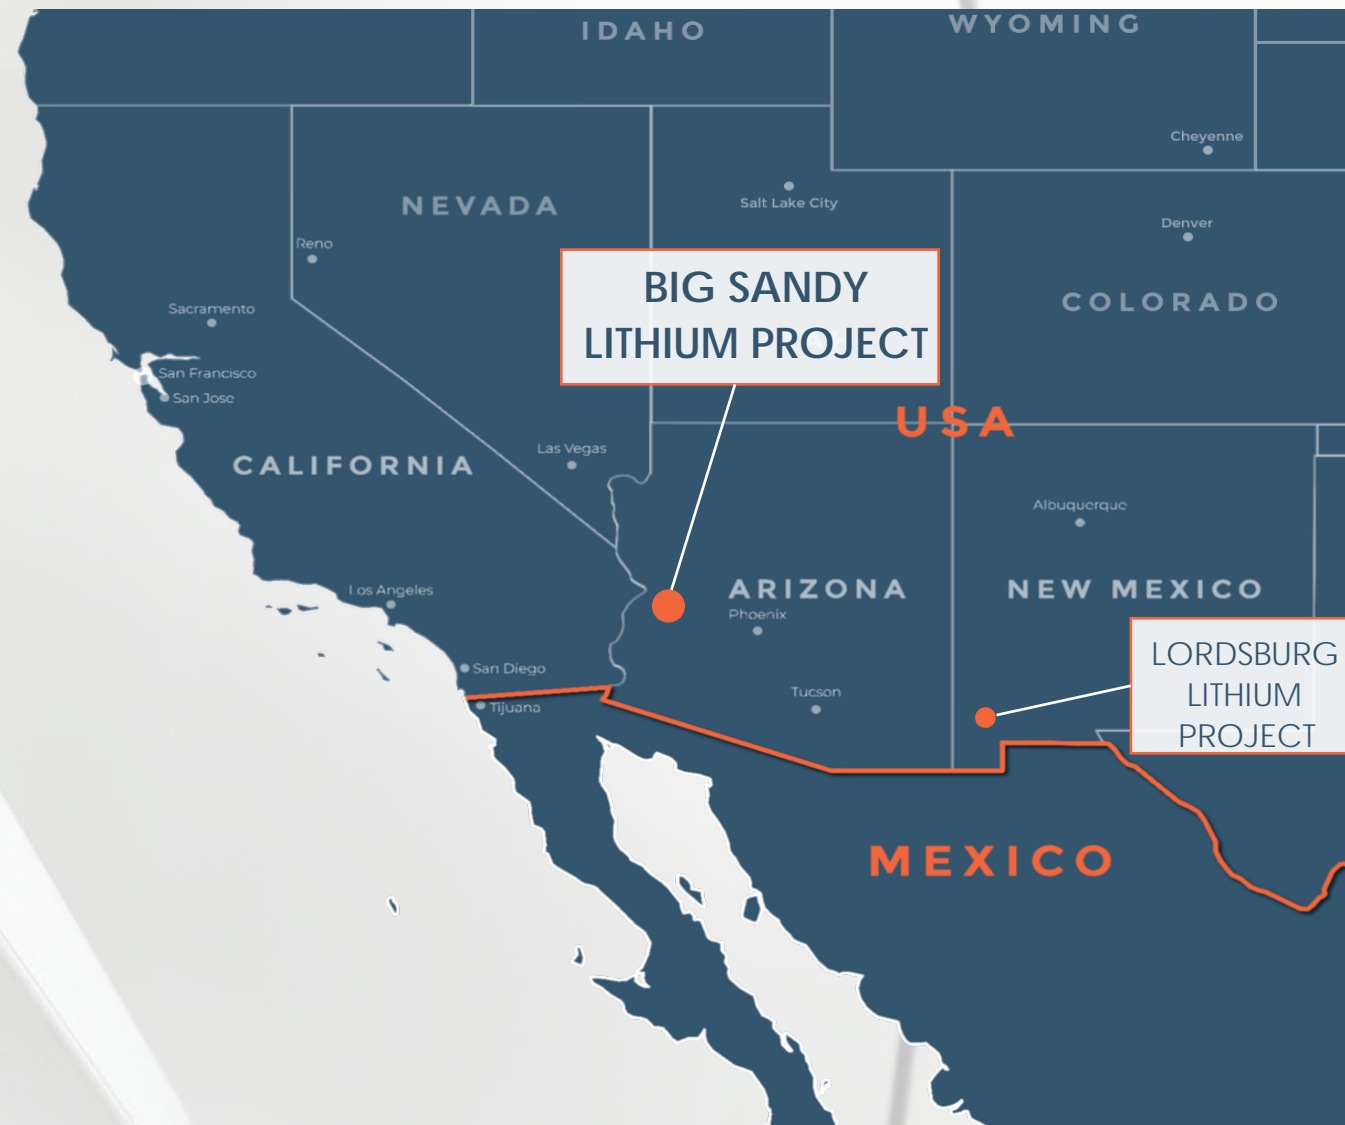 IDAHO
WYOMING
Cheyenne
NEVADA
Salt Lake City
Denver
Reno
BIG SANDY
LITHIUM PROJECT
COLORADO
Sacramento
San Francisco
San Jose
USA
Las Vegas
CALIFORNIA
Albuquerque
Los Angeles
ARIZONA
NEW MEXICO
Phoenix
LORDSBURG
LITHIUM
PROJECT
San Diego
Tucson
Tijuana
MEXICO